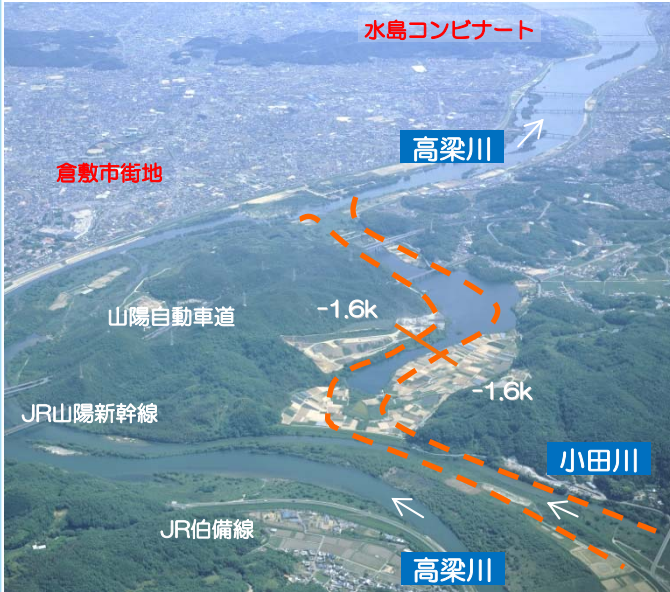 水島コンビナート
高梁川
倉敷市街地
山陽自動車道
-1.6k
-1.6k
JR山陽新幹線
小田川
JR伯備線
高梁川